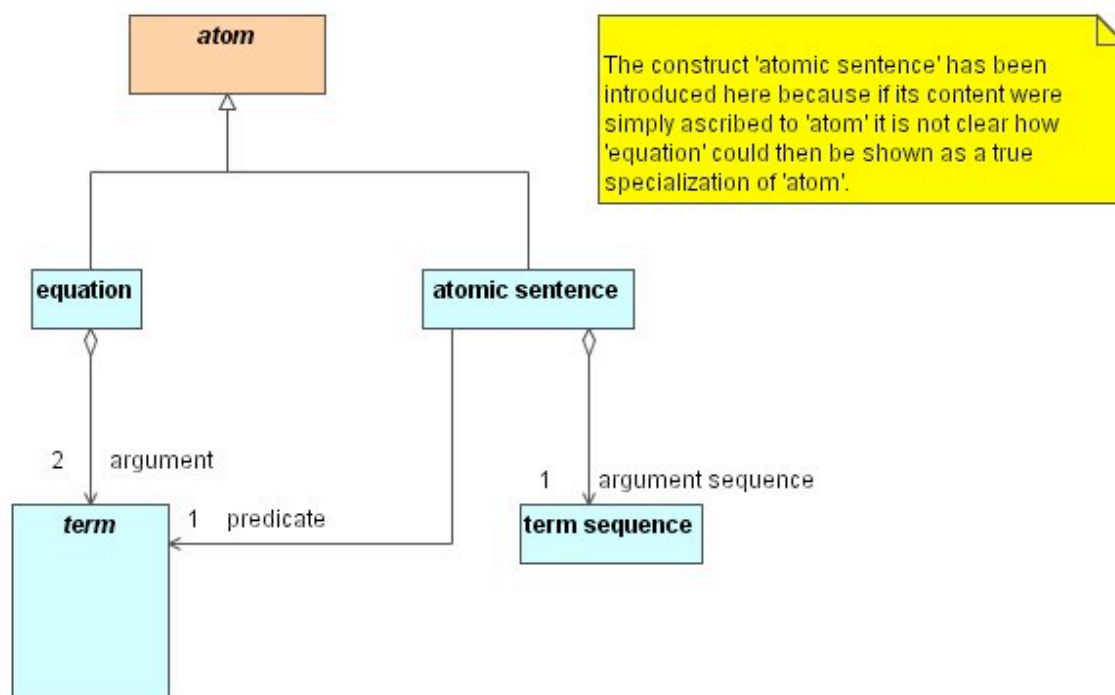 atom
The construct 'atomic sentence' has been
introduced here because if its content were
simply ascribed to 'atom' it is not clear how
'equation' could then be shown as a true
specialization of 'atom'.
equation
atomic sentence
2 argument
1 argument sequence
term
1 predicate
term sequence